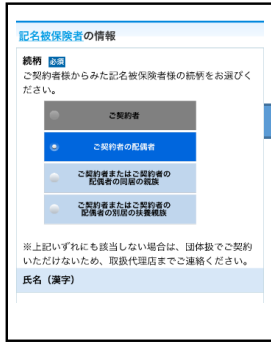 記名被保険者の情報
続柄 必須
ご契約者様からみた記名被保険者様の続柄をお選びく
ださい。
ご契約者
ご契約者の配偶者
ご契約者またはご契約者の
配偶者の同居の親族
ご契約者またはご契約者の
配偶者の別居の扶養親族
※上記いずれにも該当しない場合は、団体扱でご契約
いただけないため、取扱代理店までご連絡ください。
氏名（漢字）